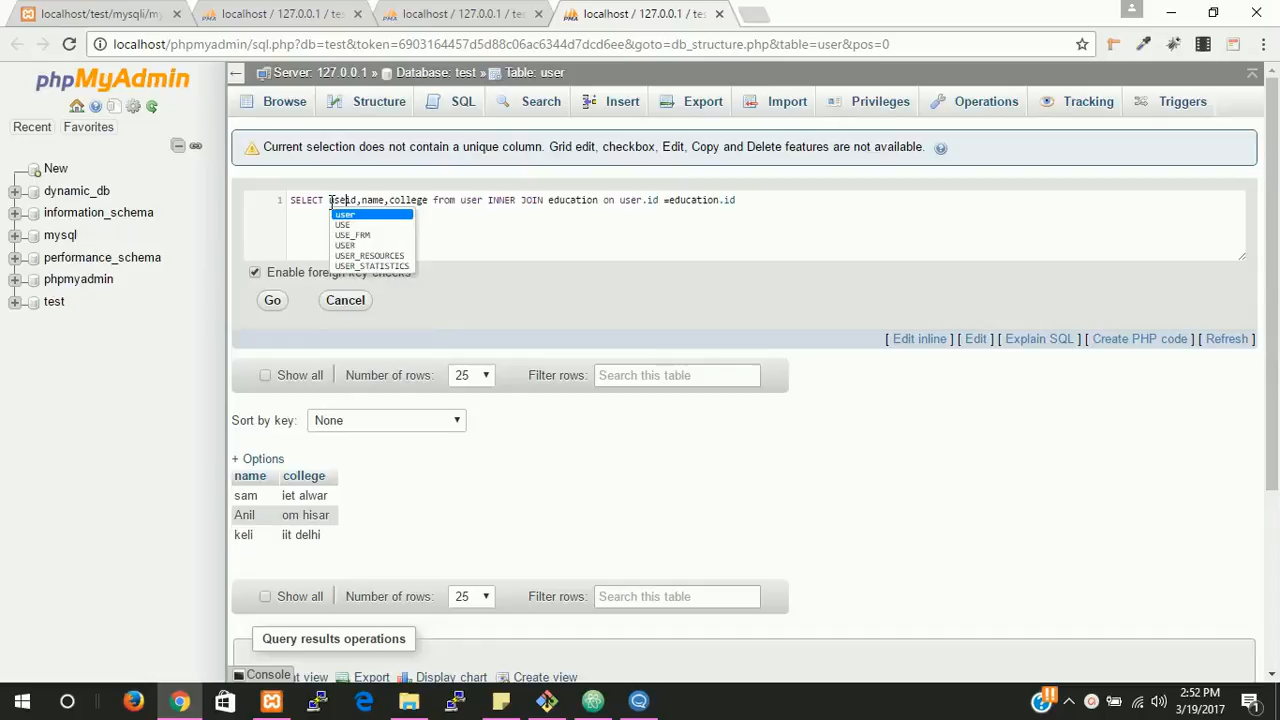 localhost/test/mysqli/my
localhost / 127.0.0.1 / te
localhost / 127.0.0.1 / te
localhost / 127.0.0.1 / te
localhost/phpmyadmin/sql.php?db=test&token=6903164457d5d88c06ac6344d7dcd6ee&goto=db_structure.php&table=user&pos=0
phpMyAdmin
Recent Favorites
New
dynamic_db
information_schema
mysql
performance_schema
phpmyadmin
test
Server: 127.0.0.1 » Database: test » Table: user
Browse Structure SQL Search Insert Export Import Privileges Operations Tracking Triggers
Current selection does not contain a unique column. Grid edit, checkbox, Edit, Copy and Delete features are not available.
1 SELECT useid,name,college from user INNER JOIN education on user.id =education.id
user
USE
USE_FRM
USER
USER_RESOURCES
USER_STATISTICS
Enable foreign key checks
Go Cancel
[ Edit inline ] [ Edit ] [ Explain SQL ] [ Create PHP code ] [ Refresh ]
Show all Number of rows: 25 Filter rows: Search this table
Sort by key: None
+ Options
name college
sam iet alwar
Anil om hisar
keli iit delhi
Show all Number of rows: 25 Filter rows: Search this table
Query results operations
Console
nt view Export Display chart Create view
2:52 PM
3/19/2017